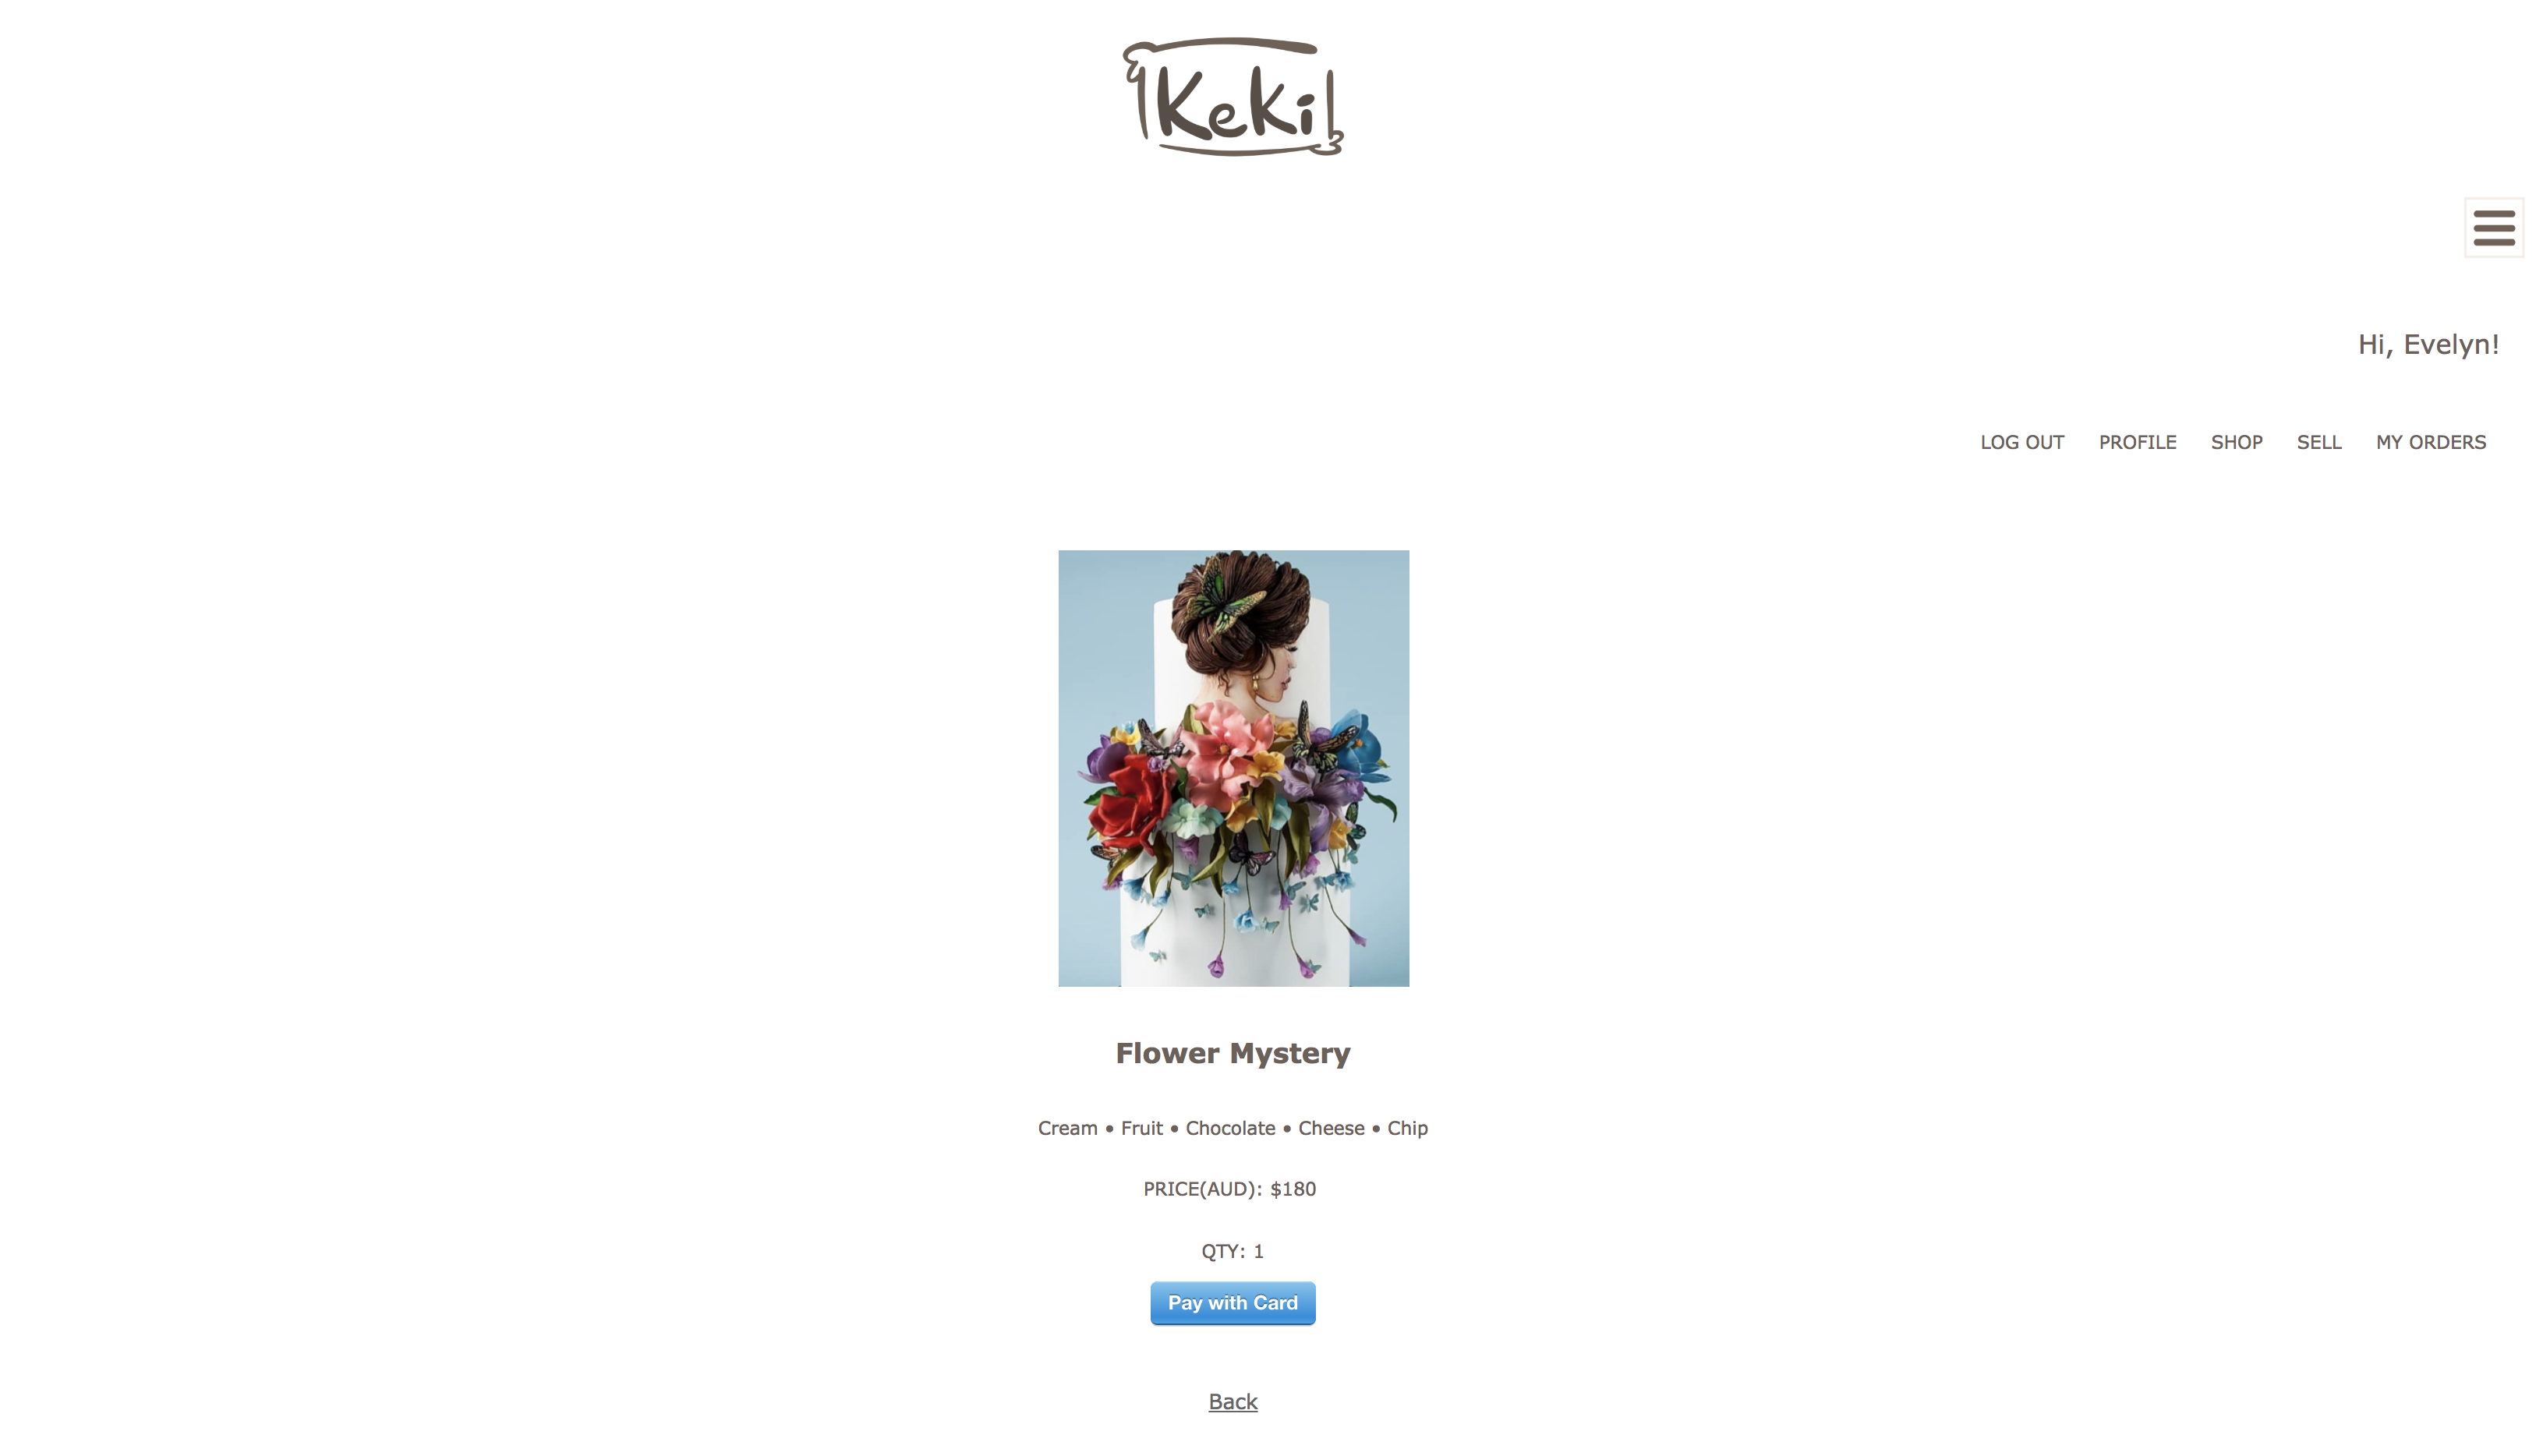 Keki
Hi, Evelyn!
LOG OUT PROFILE SHOP SELL MY ORDERS
Flower Mystery
Cream • Fruit • Chocolate • Cheese • Chip
PRICE(AUD): $180
QTY: 1
Pay with Card
Back